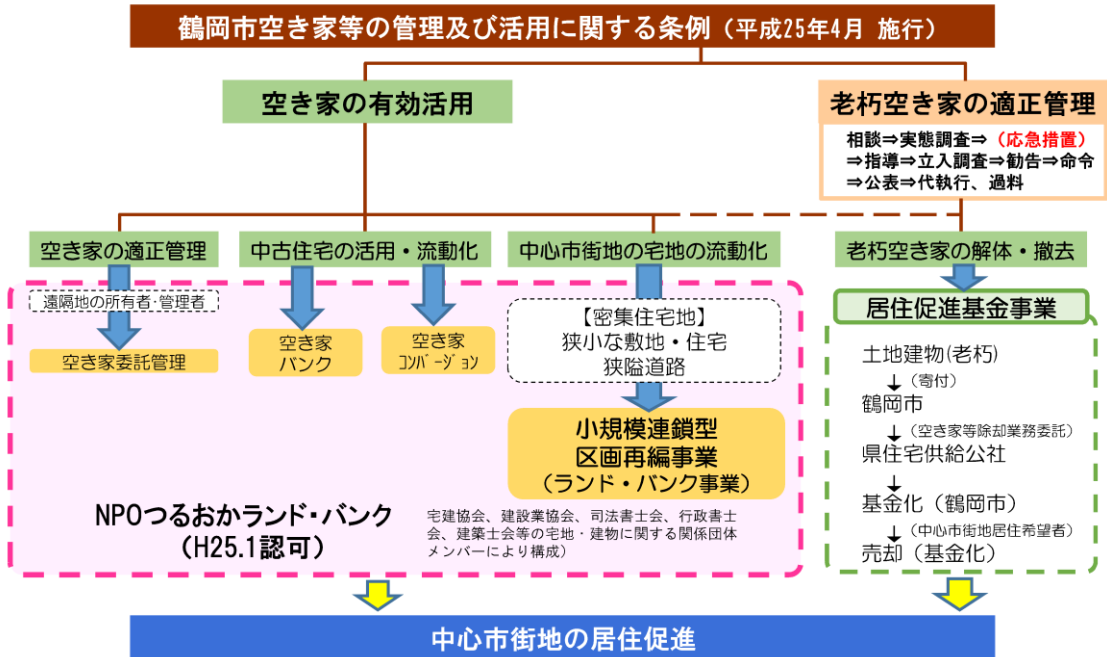 鶴岡市空き家等の管理及び活用に関する条例（平成25年4月 施行）
空き家の有効活用
老朽空き家の適正管理
相談⇒実態調査⇒（応急措置）
⇒指導⇒立入調査⇒勧告⇒命令
⇒公表⇒代執行、過料
空き家の適正管理
中古住宅の活用・流動化
中心市街地の宅地の流動化
老朽空き家の解体・撤去
遠隔地の所有者・管理者
空き家委託管理
空き家
バンク
空き家
コンバージョン
【密集住宅地】
狭小な敷地・住宅
狭隘道路
小規模連鎖型
区画再編事業
（ランド・バンク事業）
NPOつるおかランド・バンク
（H25.1認可）
宅建協会、建設業協会、司法書士会、行政書士
会、建築士会等の宅地・建物に関する関係団体
メンバーにより構成）
居住促進基金事業
土地建物(老朽)
↓（寄付）
鶴岡市
↓（空き家等除却業務委託）
県住宅供給公社
↓
基金化（鶴岡市）
↓（中心市街地居住希望者）
売却（基金化）
中心市街地の居住促進